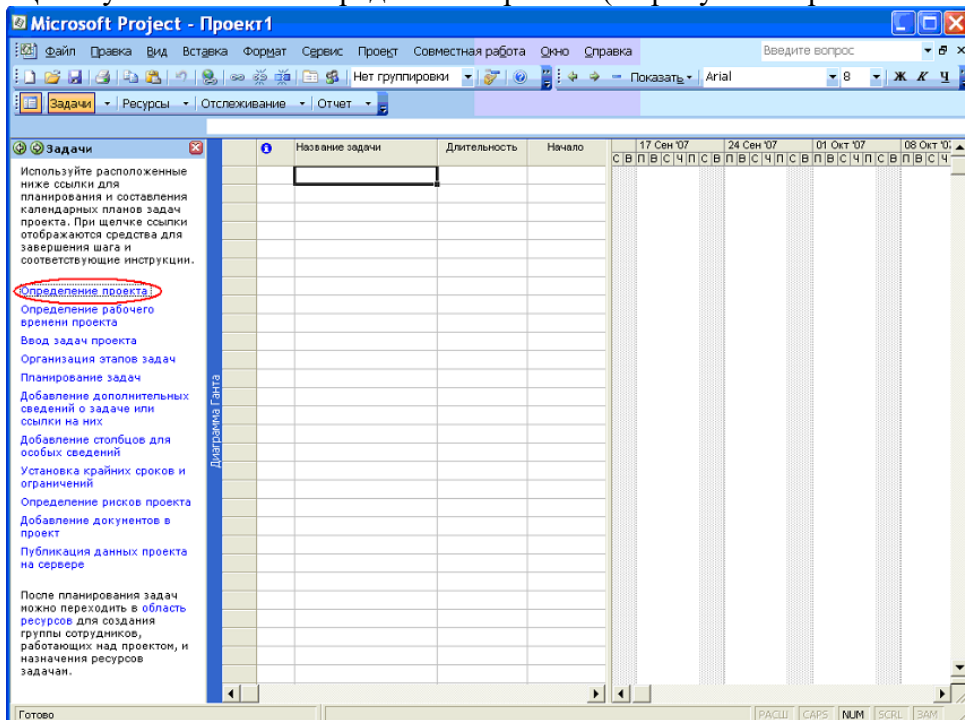 Microsoft Project - Проект1
Файл Правка Вид Вставка Формат Сервис Проект Совместная работа Окно Справка Введите вопрос
Нет группировки Показать Arial 8 Ж К Ч
Задачи Ресурсы Отслеживание Отчет
Задачи
Используйте расположенные
ниже ссылки для
планирования и составления
календарных планов задач
проекта. При щелчке ссылки
отображаются средства для
завершения шага и
соответствующие инструкции.
Определение проекта
Определение рабочего
времени проекта
Ввод задач проекта
Организация этапов задач
Планирование задач
Добавление дополнительных
сведений о задаче или
ссылки на них
Добавление столбцов для
особых сведений
Установка крайних сроков и
ограничений
Определение рисков проекта
Добавление документов в
проект
Публикация данных проекта
на сервере
После планирования задач
можно переходить в область
ресурсов для создания
группы сотрудников,
работающих над проектом, и
назначения ресурсов
задачам.
Диаграмма Ганта
Название задачи Длительность Начало
17 Сен '07 24 Сен '07 01 Окт '07 08 Окт '0
С В П В С Ч П С В П В С Ч П С В П В С Ч П С В П В С Ч
Готово
РАСШ CAPS NUM SCRL ЗАМ